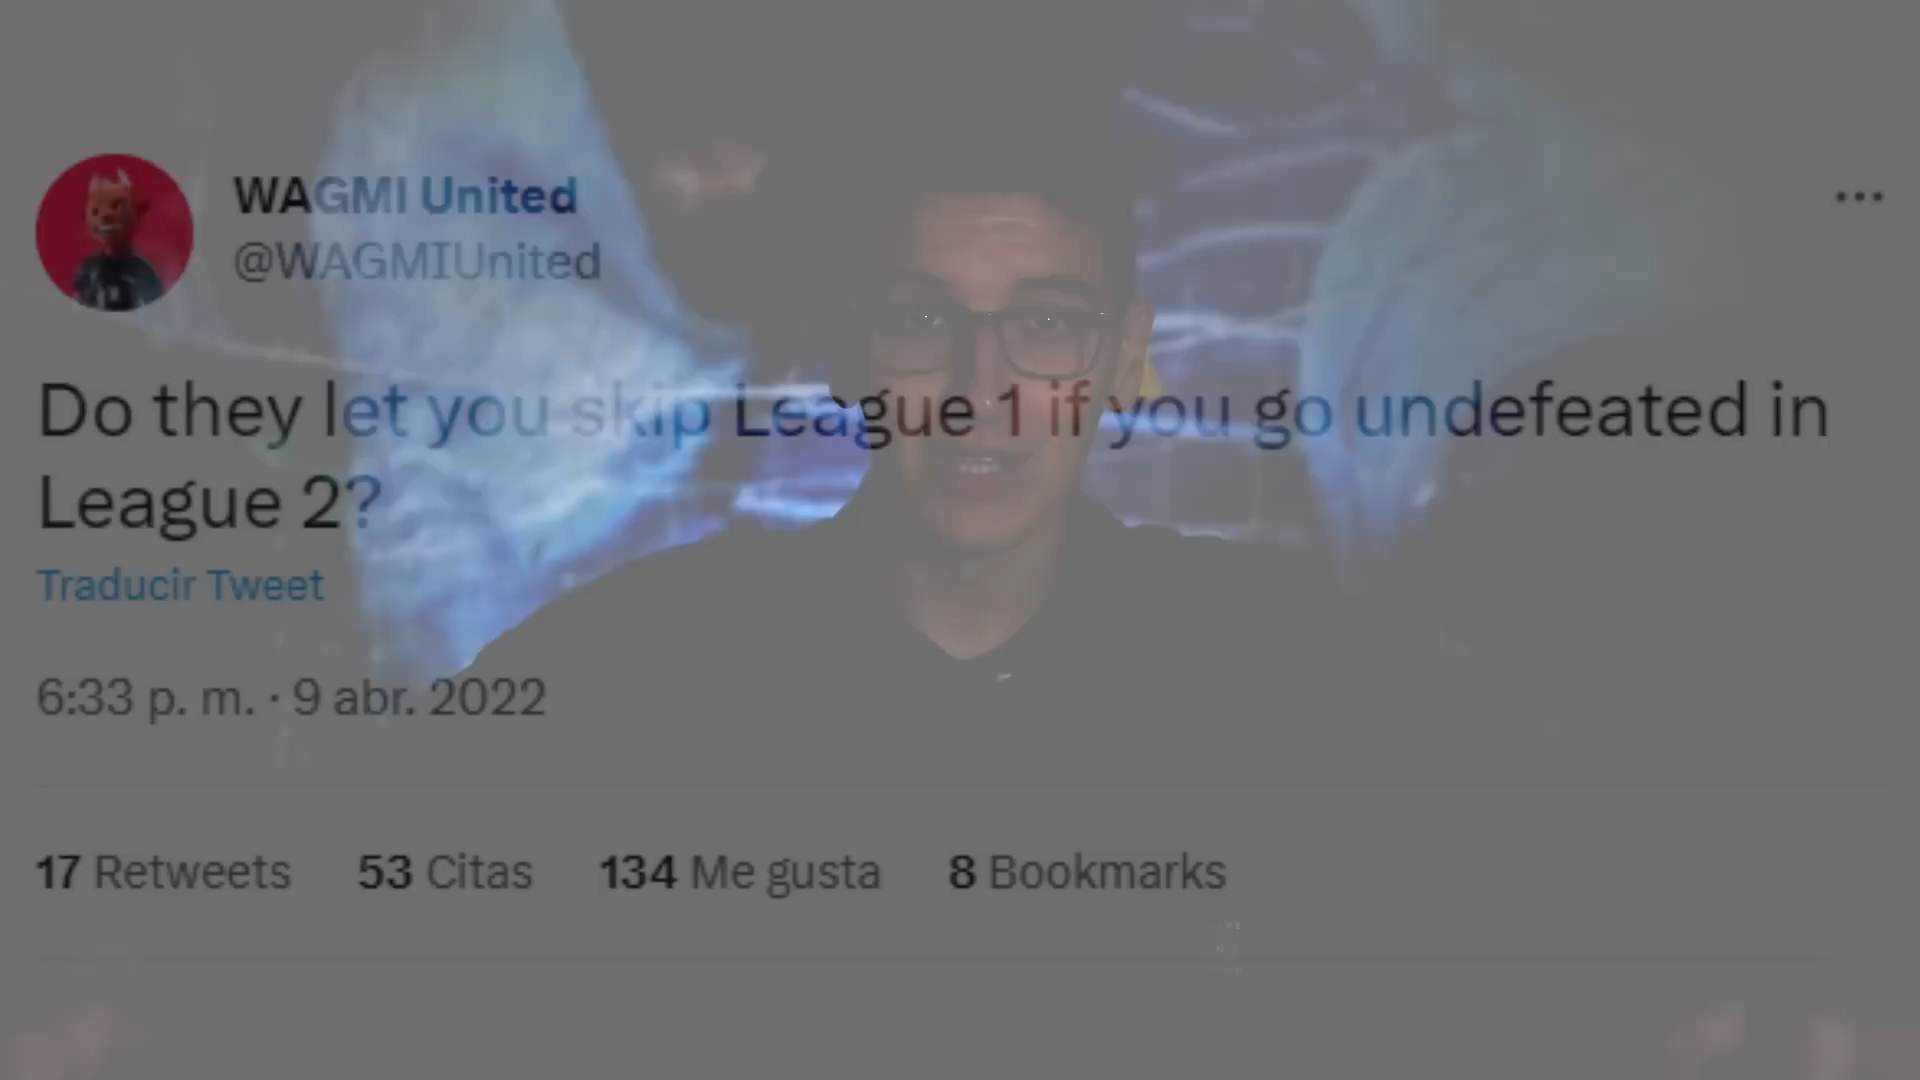 WAGMI United
@WAGMIUnited
Do they let you skip League 1 if you go undefeated in
League 2?
Traducir Tweet
6:33 p. m. · 9 abr. 2022
17 Retweets 53 Citas 134 Me gusta 8 Bookmarks